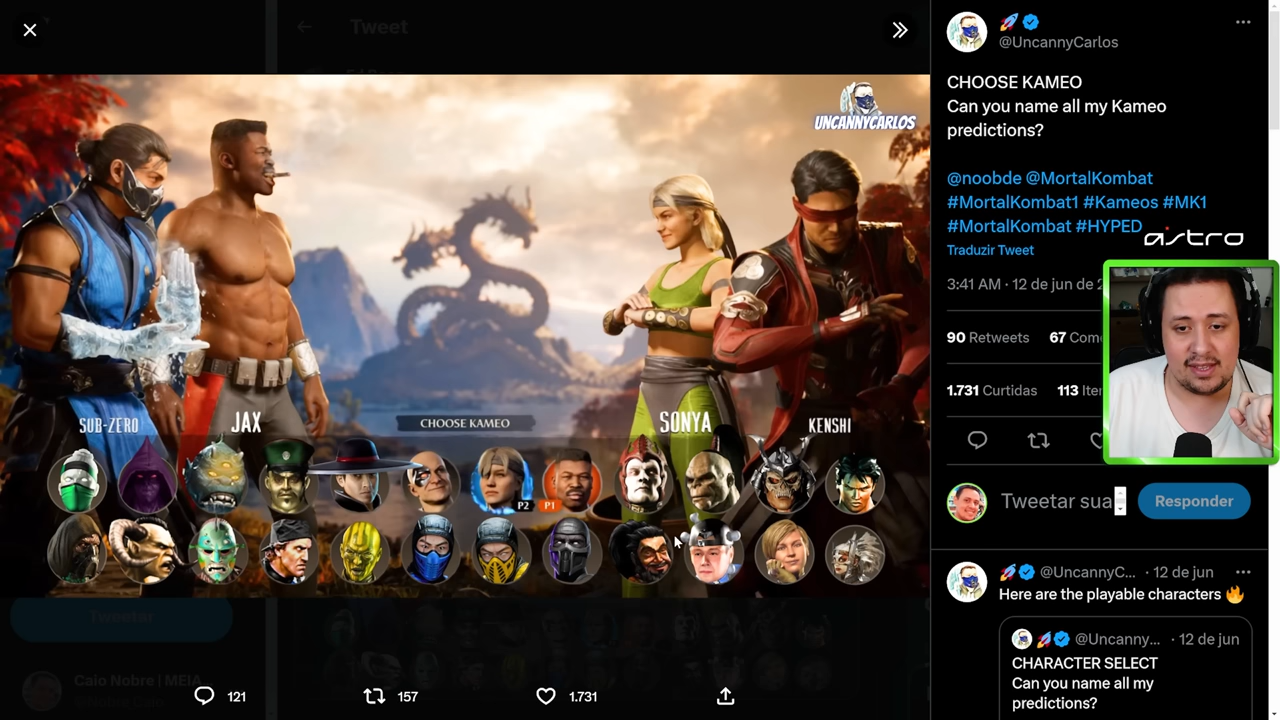 Tweet
UNCANNYCARLOS
SUB-ZERO
JAX
CHOOSE KAMEO
SONYA
KENSHI
P2
P1
Tweetar
Caio Nobre | MEIA...
121
157
1.731
@UncannyCarlos
CHOOSE KAMEO
Can you name all my Kameo
predictions?
@noobde @MortalKombat
#MortalKombat1 #Kameos #MK1
#MortalKombat #HYPED
astro
Traduzir Tweet
3:41 AM · 12 de jun de 2
90 Retweets 67 Com
1.731 Curtidas 113 Iter
Tweetar sua
Responder
@UncannyC... · 12 de jun
Here are the playable characters
@Uncanny... · 12 de jun
CHARACTER SELECT
Can you name all my
predictions?